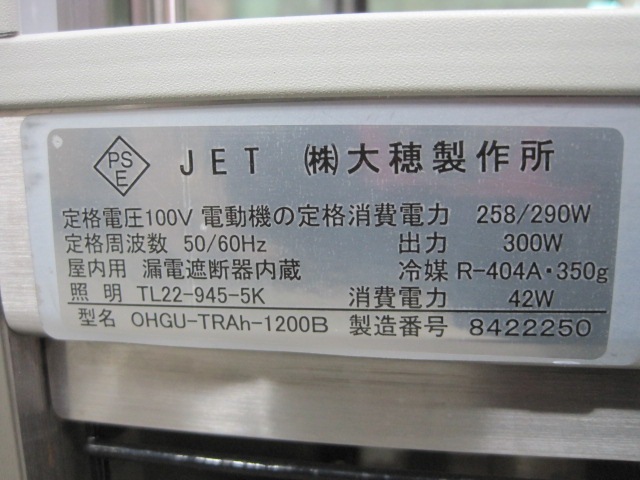 PS
E
JET (株)大穂製作所
定格電圧100V 電動機の定格消費電力 258/290W
定格周波数 50/60Hz 出力 300W
屋内用 漏電遮断器内蔵 冷媒 R-404A・350g
照明 TL22-945-5K 消費電力 42W
型名 OHGU-TRAh-1200B 製造番号 8422250